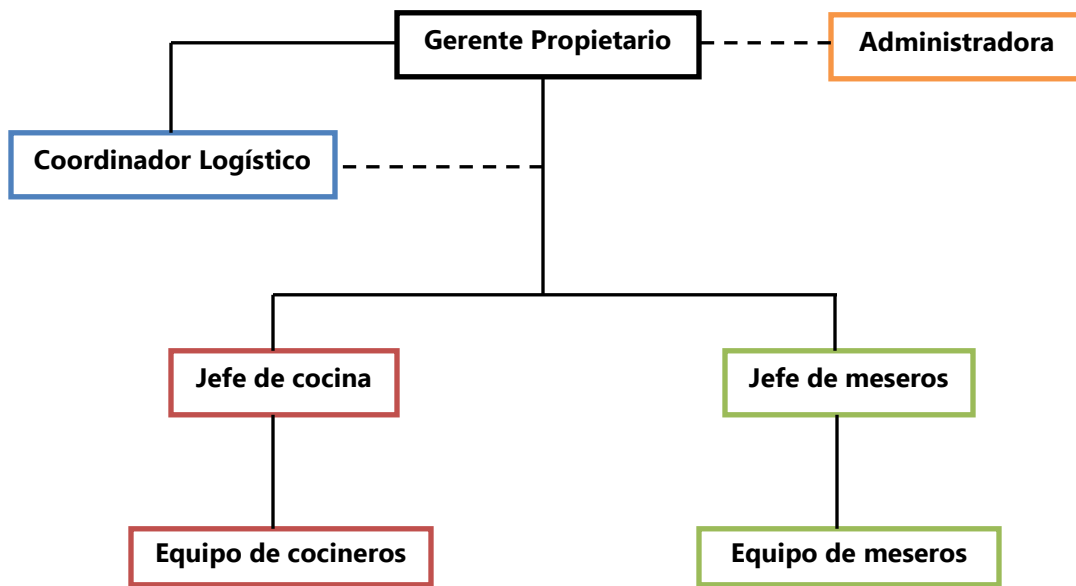 Gerente Propietario
Administradora
Coordinador Logístico
Jefe de cocina
Jefe de meseros
Equipo de cocineros
Equipo de meseros